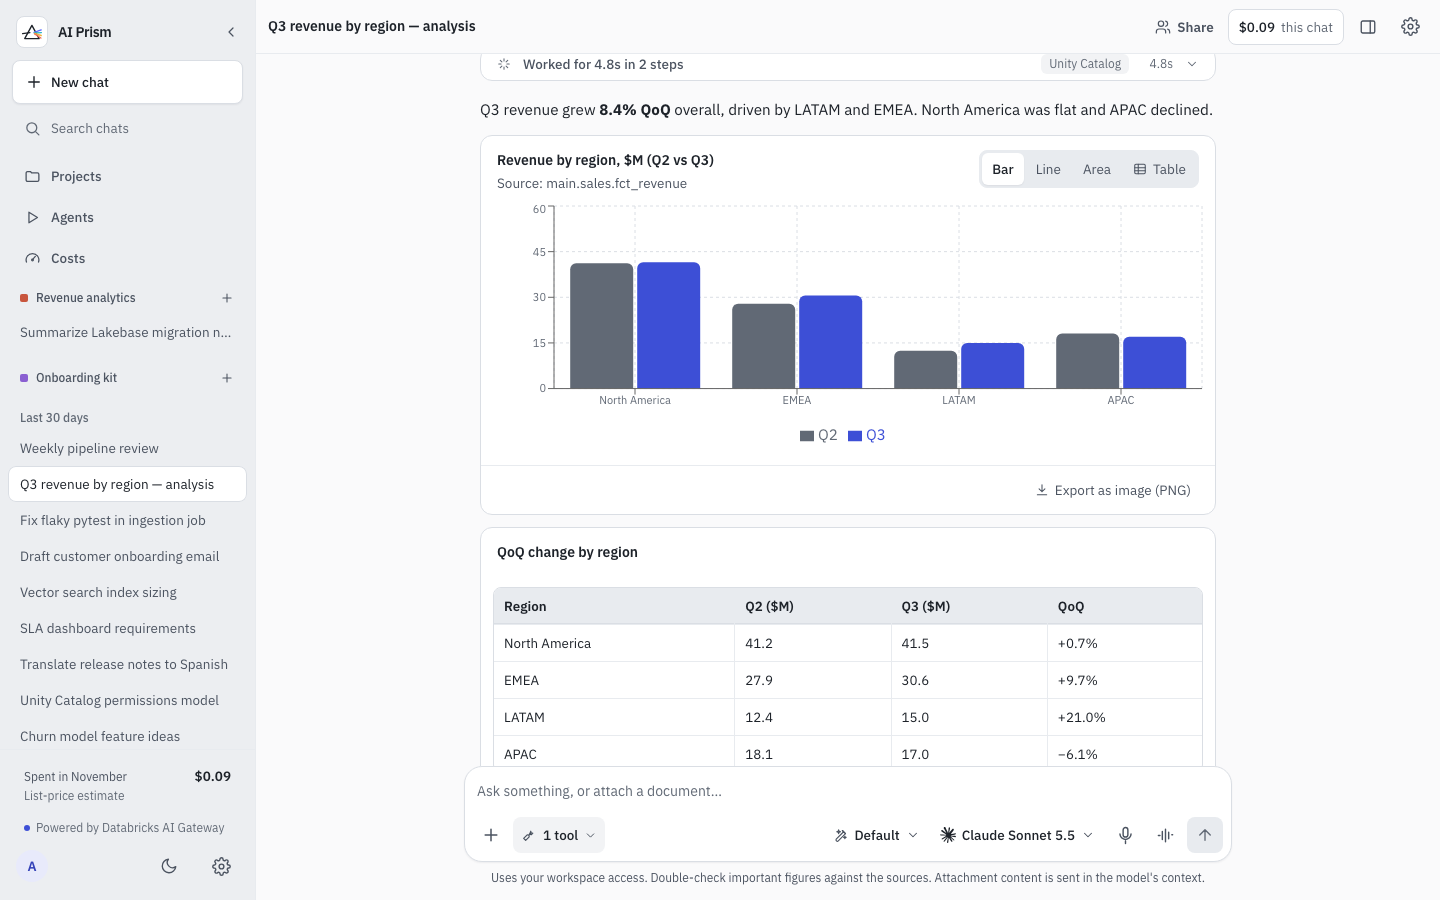 AI Prism
New chat
Search chats
Projects
Agents
Costs
Revenue analytics
Summarize Lakebase migration n...
Onboarding kit
Last 30 days
Weekly pipeline review
Q3 revenue by region — analysis
Fix flaky pytest in ingestion job
Draft customer onboarding email
Vector search index sizing
SLA dashboard requirements
Translate release notes to Spanish
Unity Catalog permissions model
Churn model feature ideas
Spent in November $0.09
List-price estimate
Powered by Databricks AI Gateway
A
Q3 revenue by region — analysis
Share
$0.09 this chat
Worked for 4.8s in 2 steps
Unity Catalog 4.8s
Q3 revenue grew 8.4% QoQ overall, driven by LATAM and EMEA. North America was flat and APAC declined.
Revenue by region, $M (Q2 vs Q3)
Source: main.sales.fct_revenue
Bar Line Area Table
60
45
30
15
0
North America EMEA LATAM APAC
Q2 Q3
Export as image (PNG)
QoQ change by region
Region Q2 ($M) Q3 ($M) QoQ
North America 41.2 41.5 +0.7%
EMEA 27.9 30.6 +9.7%
LATAM 12.4 15.0 +21.0%
APAC 18.1 17.0 −6.1%
Ask something, or attach a document...
1 tool
Default
Claude Sonnet 5.5
Uses your workspace access. Double-check important figures against the sources. Attachment content is sent in the model's context.